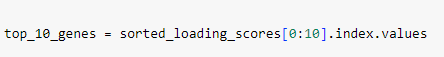 top_10_genes = sorted_loading_scores[0:10].index.values